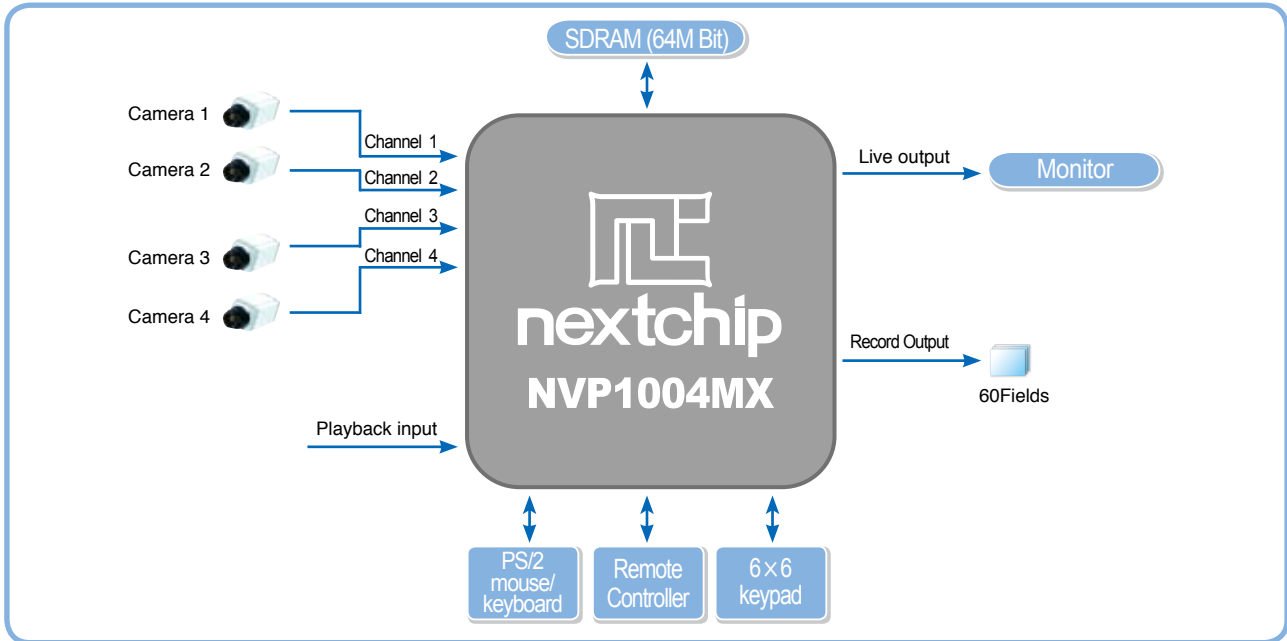 SDRAM (64M Bit)
Camera 1
Channel 1
Camera 2
Channel 2
Channel 3
Camera 3
Channel 4
Camera 4
Playback input
nextchip
NVP1004MX
Live output
Monitor
Record Output
60Fields
PS/2
mouse/
keyboard
Remote
Controller
6×6
keypad